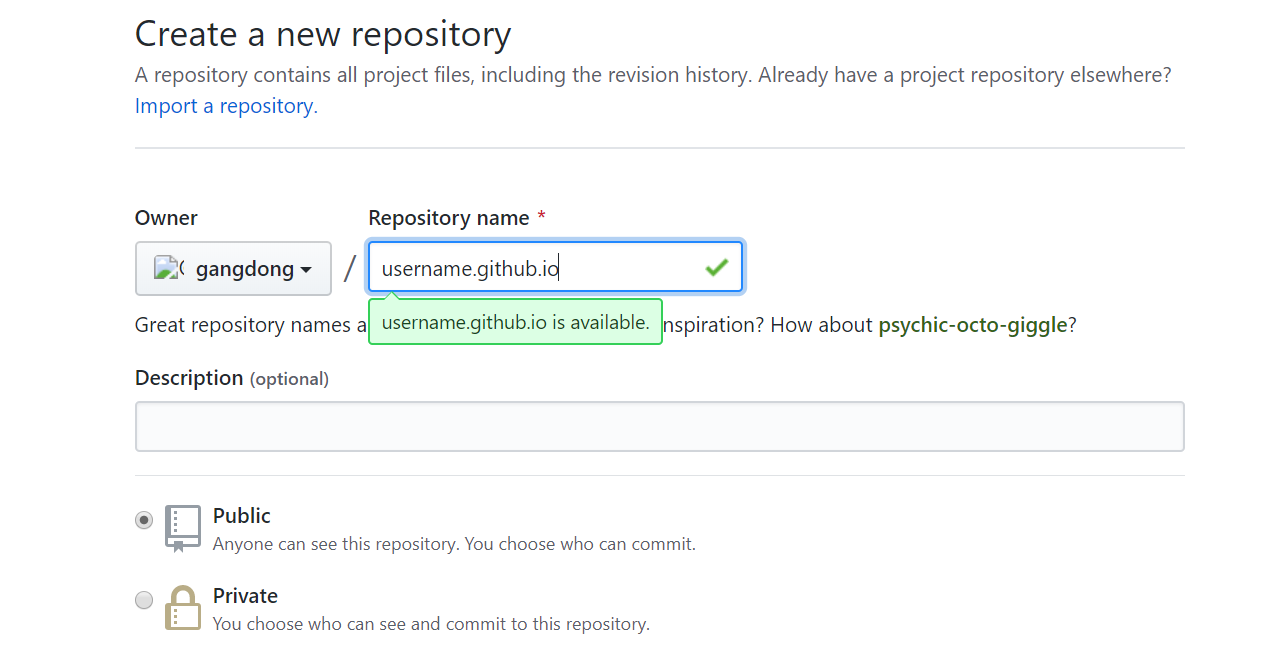 Create a new repository
A repository contains all project files, including the revision history. Already have a project repository elsewhere?
Import a repository.
Owner
Repository name *
gangdong
/
username.github.io
username.github.io is available.
Great repository names a
nspiration? How about psychic-octo-giggle?
Description (optional)
Public
Anyone can see this repository. You choose who can commit.
Private
You choose who can see and commit to this repository.